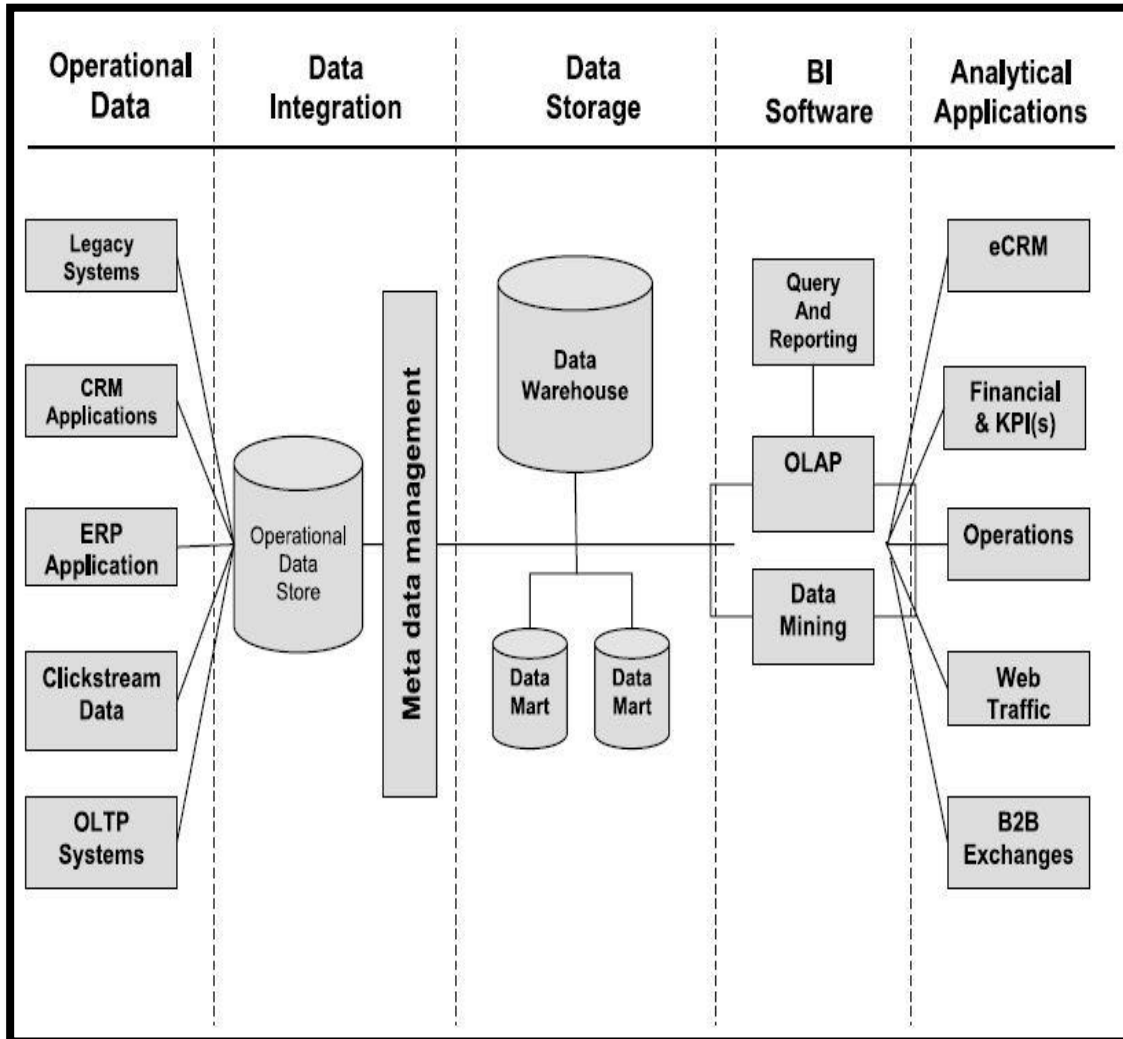 Operational
Data
Data
Integration
Data
Storage
BI
Software
Analytical
Applications
Legacy
Systems
CRM
Applications
ERP
Application
Clickstream
Data
OLTP
Systems
Operational
Data
Store
Meta data management
Data
Warehouse
Data
Mart
Data
Mart
Query
And
Reporting
OLAP
Data
Mining
eCRM
Financial
& KPI(s)
Operations
Web
Traffic
B2B
Exchanges